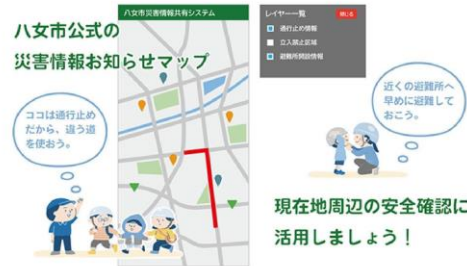 八女市公式の
災害情報お知らせマップ
八女市災害情報共有システム
レイヤー一覧
閉じる
通行止め情報
立入禁止区域
避難所開設情報
ココは通行止め
だから、違う道
を使おう。
近くの避難所へ
早めに避難して
おこう。
現在地周辺の安全確認に
活用しましょう！